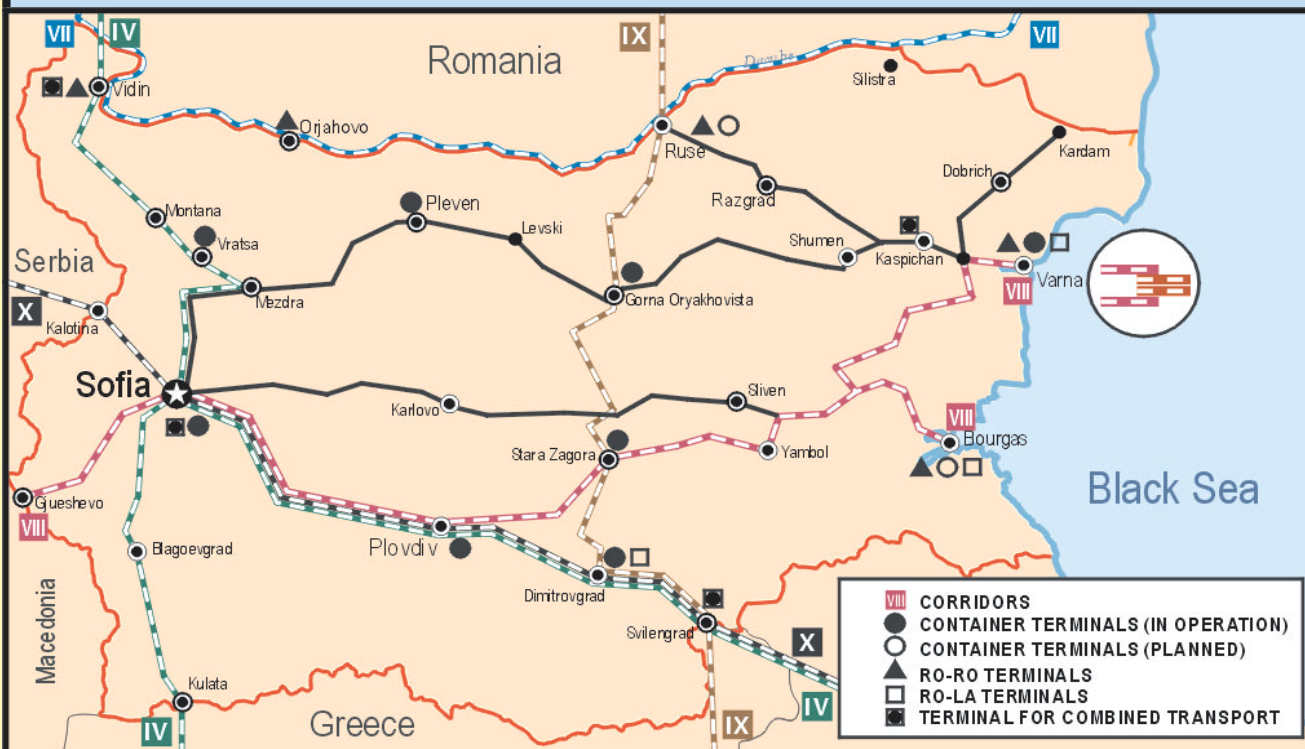 VII
IV
IX
VII
Romania
Danube
Silistra
Vidin
Orjahovo
Ruse
Kardam
Dobrich
Razgrad
Montana
Pleven
Levski
Vratsa
Shumen
Kaspichan
Serbia
Varna
Mezdra
Gorna Oryakhovista
VIII
X
Kalotina
Sofia
Karlovo
Sliven
VIII
Bourgas
Stara Zagora
Yambol
Black Sea
Gjueshevo
VIII
Plovdiv
Blagoevgrad
Dimitrovgrad
Macedonia
Svilengrad
X
Kulata
IV
Greece
IX
IV
VIII CORRIDORS
CONTAINER TERMINALS (IN OPERATION)
CONTAINER TERMINALS (PLANNED)
RO-RO TERMINALS
RO-LA TERMINALS
TERMINAL FOR COMBINED TRANSPORT